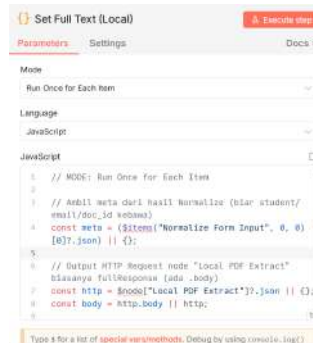 {} Set Full Text (Local)
Execute step
Parameters Settings Docs
Mode
Run Once for Each Item
Language
JavaScript
JavaScript
1 // MODE: Run Once for Each Item
2
3 // Ambil meta dari hasil Normalize (biar student/
email/doc_id kebawa)
4 const meta = ($items("Normalize Form Input", 0, 0)
[0]?.json) || {};
5
6 // Output HTTP Request node "Local PDF Extract"
biasanya fullResponse (ada .body)
7 const http = $node["Local PDF Extract"]?.json || {};
8 const body = http.body || http;
9
Type $ for a list of special vars/methods. Debug by using console.log()